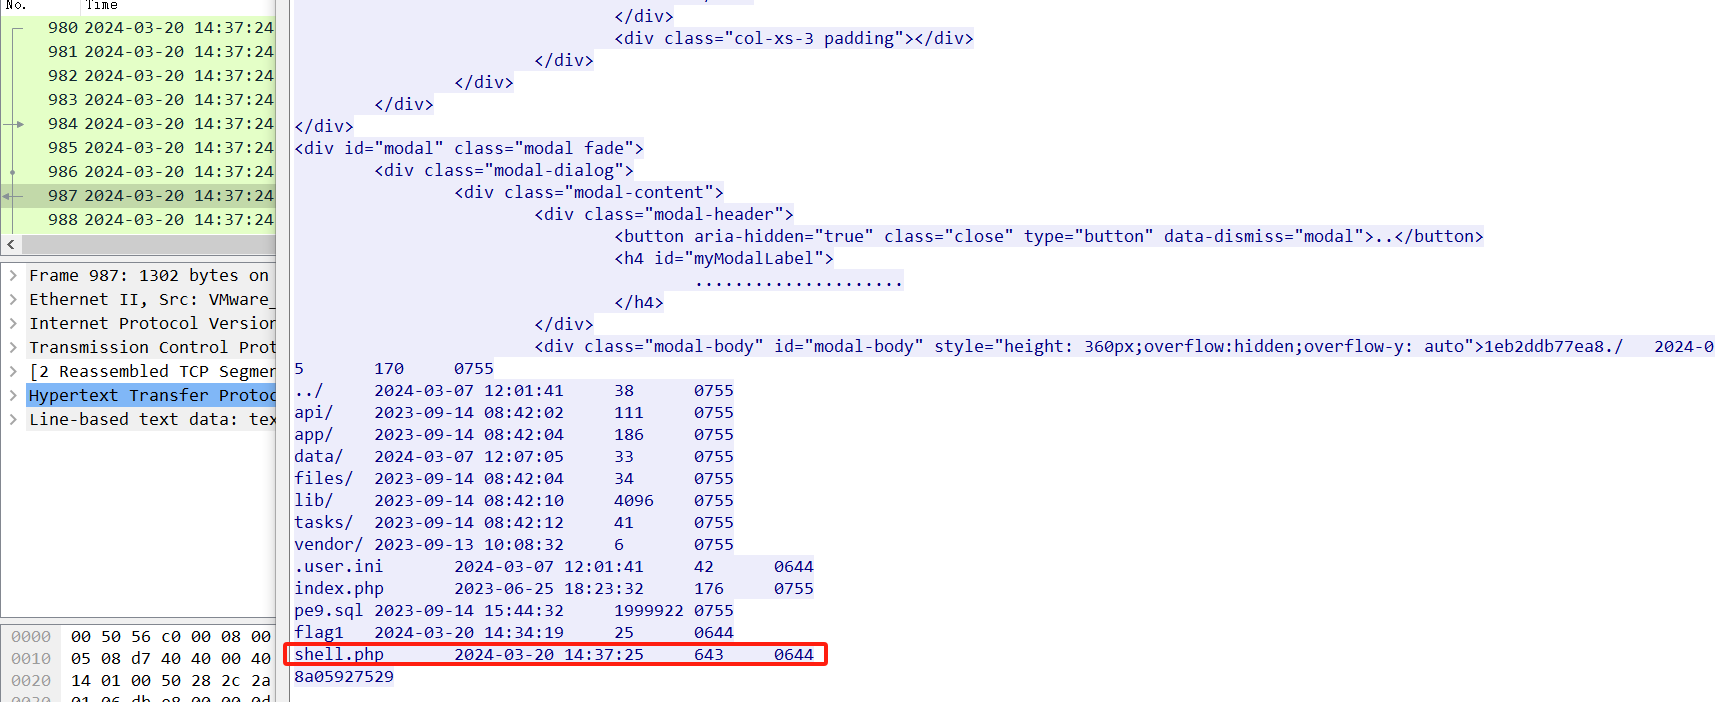 No.	Time
980 2024-03-20 14:37:24
981 2024-03-20 14:37:24
982 2024-03-20 14:37:24
983 2024-03-20 14:37:24
984 2024-03-20 14:37:24
985 2024-03-20 14:37:24
986 2024-03-20 14:37:24
987 2024-03-20 14:37:24
988 2024-03-20 14:37:24
Frame 987: 1302 bytes on
Ethernet II, Src: VMware_
Internet Protocol Version
Transmission Control Prot
[2 Reassembled TCP Segmen
Hypertext Transfer Protoc
Line-based text data: tex
0000 00 50 56 c0 00 08 00
0010 05 08 d7 40 40 00 40
0020 14 01 00 50 28 2c 2a
</div>
<div class="col-xs-3 padding"></div>
</div>
</div>
</div>
</div>
<div id="modal" class="modal fade">
<div class="modal-dialog">
<div class="modal-content">
<div class="modal-header">
<button aria-hidden="true" class="close" type="button" data-dismiss="modal">..</button>
<h4 id="myModalLabel">
.....................
</h4>
</div>
<div class="modal-body" id="modal-body" style="height: 360px;overflow:hidden;overflow-y: auto">1eb2ddb77ea8./	2024-0
5	170	0755
../	2024-03-07 12:01:41	38	0755
api/	2023-09-14 08:42:02	111	0755
app/	2023-09-14 08:42:04	186	0755
data/	2024-03-07 12:07:05	33	0755
files/	2023-09-14 08:42:04	34	0755
lib/	2023-09-14 08:42:10	4096	0755
tasks/	2023-09-14 08:42:12	41	0755
vendor/	2023-09-13 10:08:32	6	0755
.user.ini	2024-03-07 12:01:41	42	0644
index.php	2023-06-25 18:23:32	176	0755
pe9.sql	2023-09-14 15:44:32	1999922	0755
flag1	2024-03-20 14:34:19	25	0644
shell.php	2024-03-20 14:37:25	643	0644
8a05927529